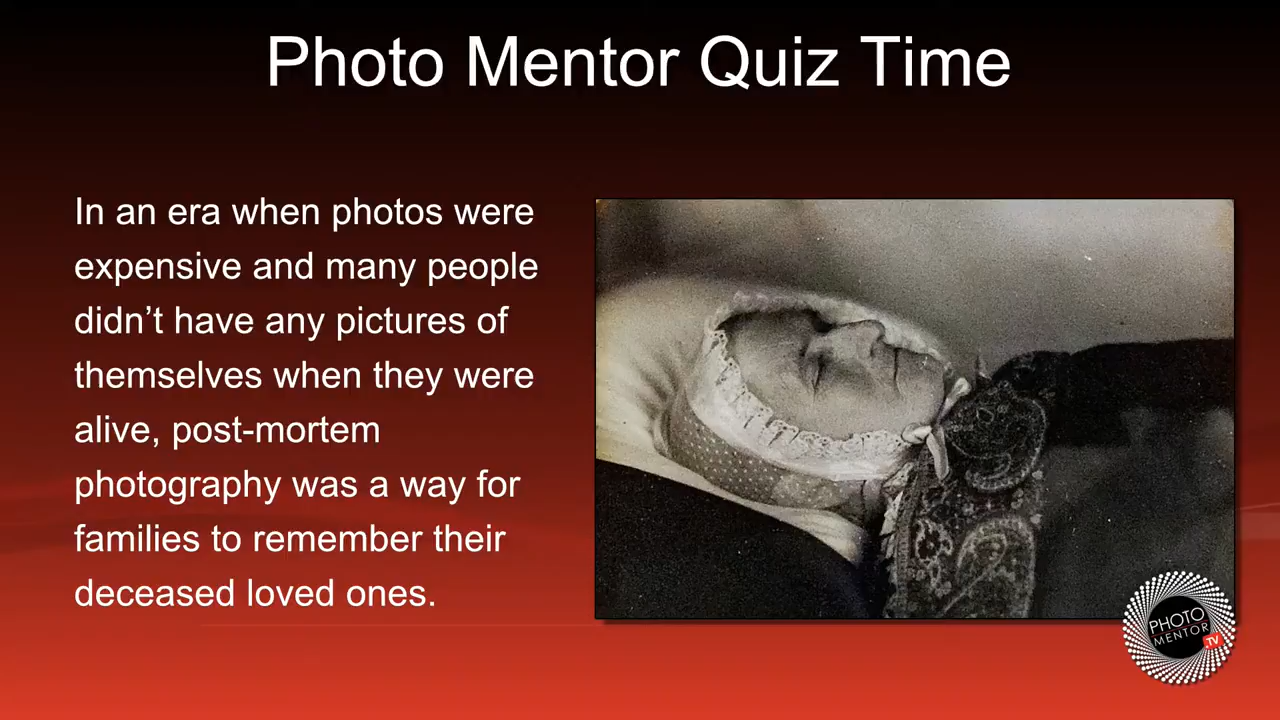 Photo Mentor Quiz Time
In an era when photos were
expensive and many people
didn’t have any pictures of
themselves when they were
alive, post-mortem
photography was a way for
families to remember their
deceased loved ones.
PHOTO
MENTOR
TV